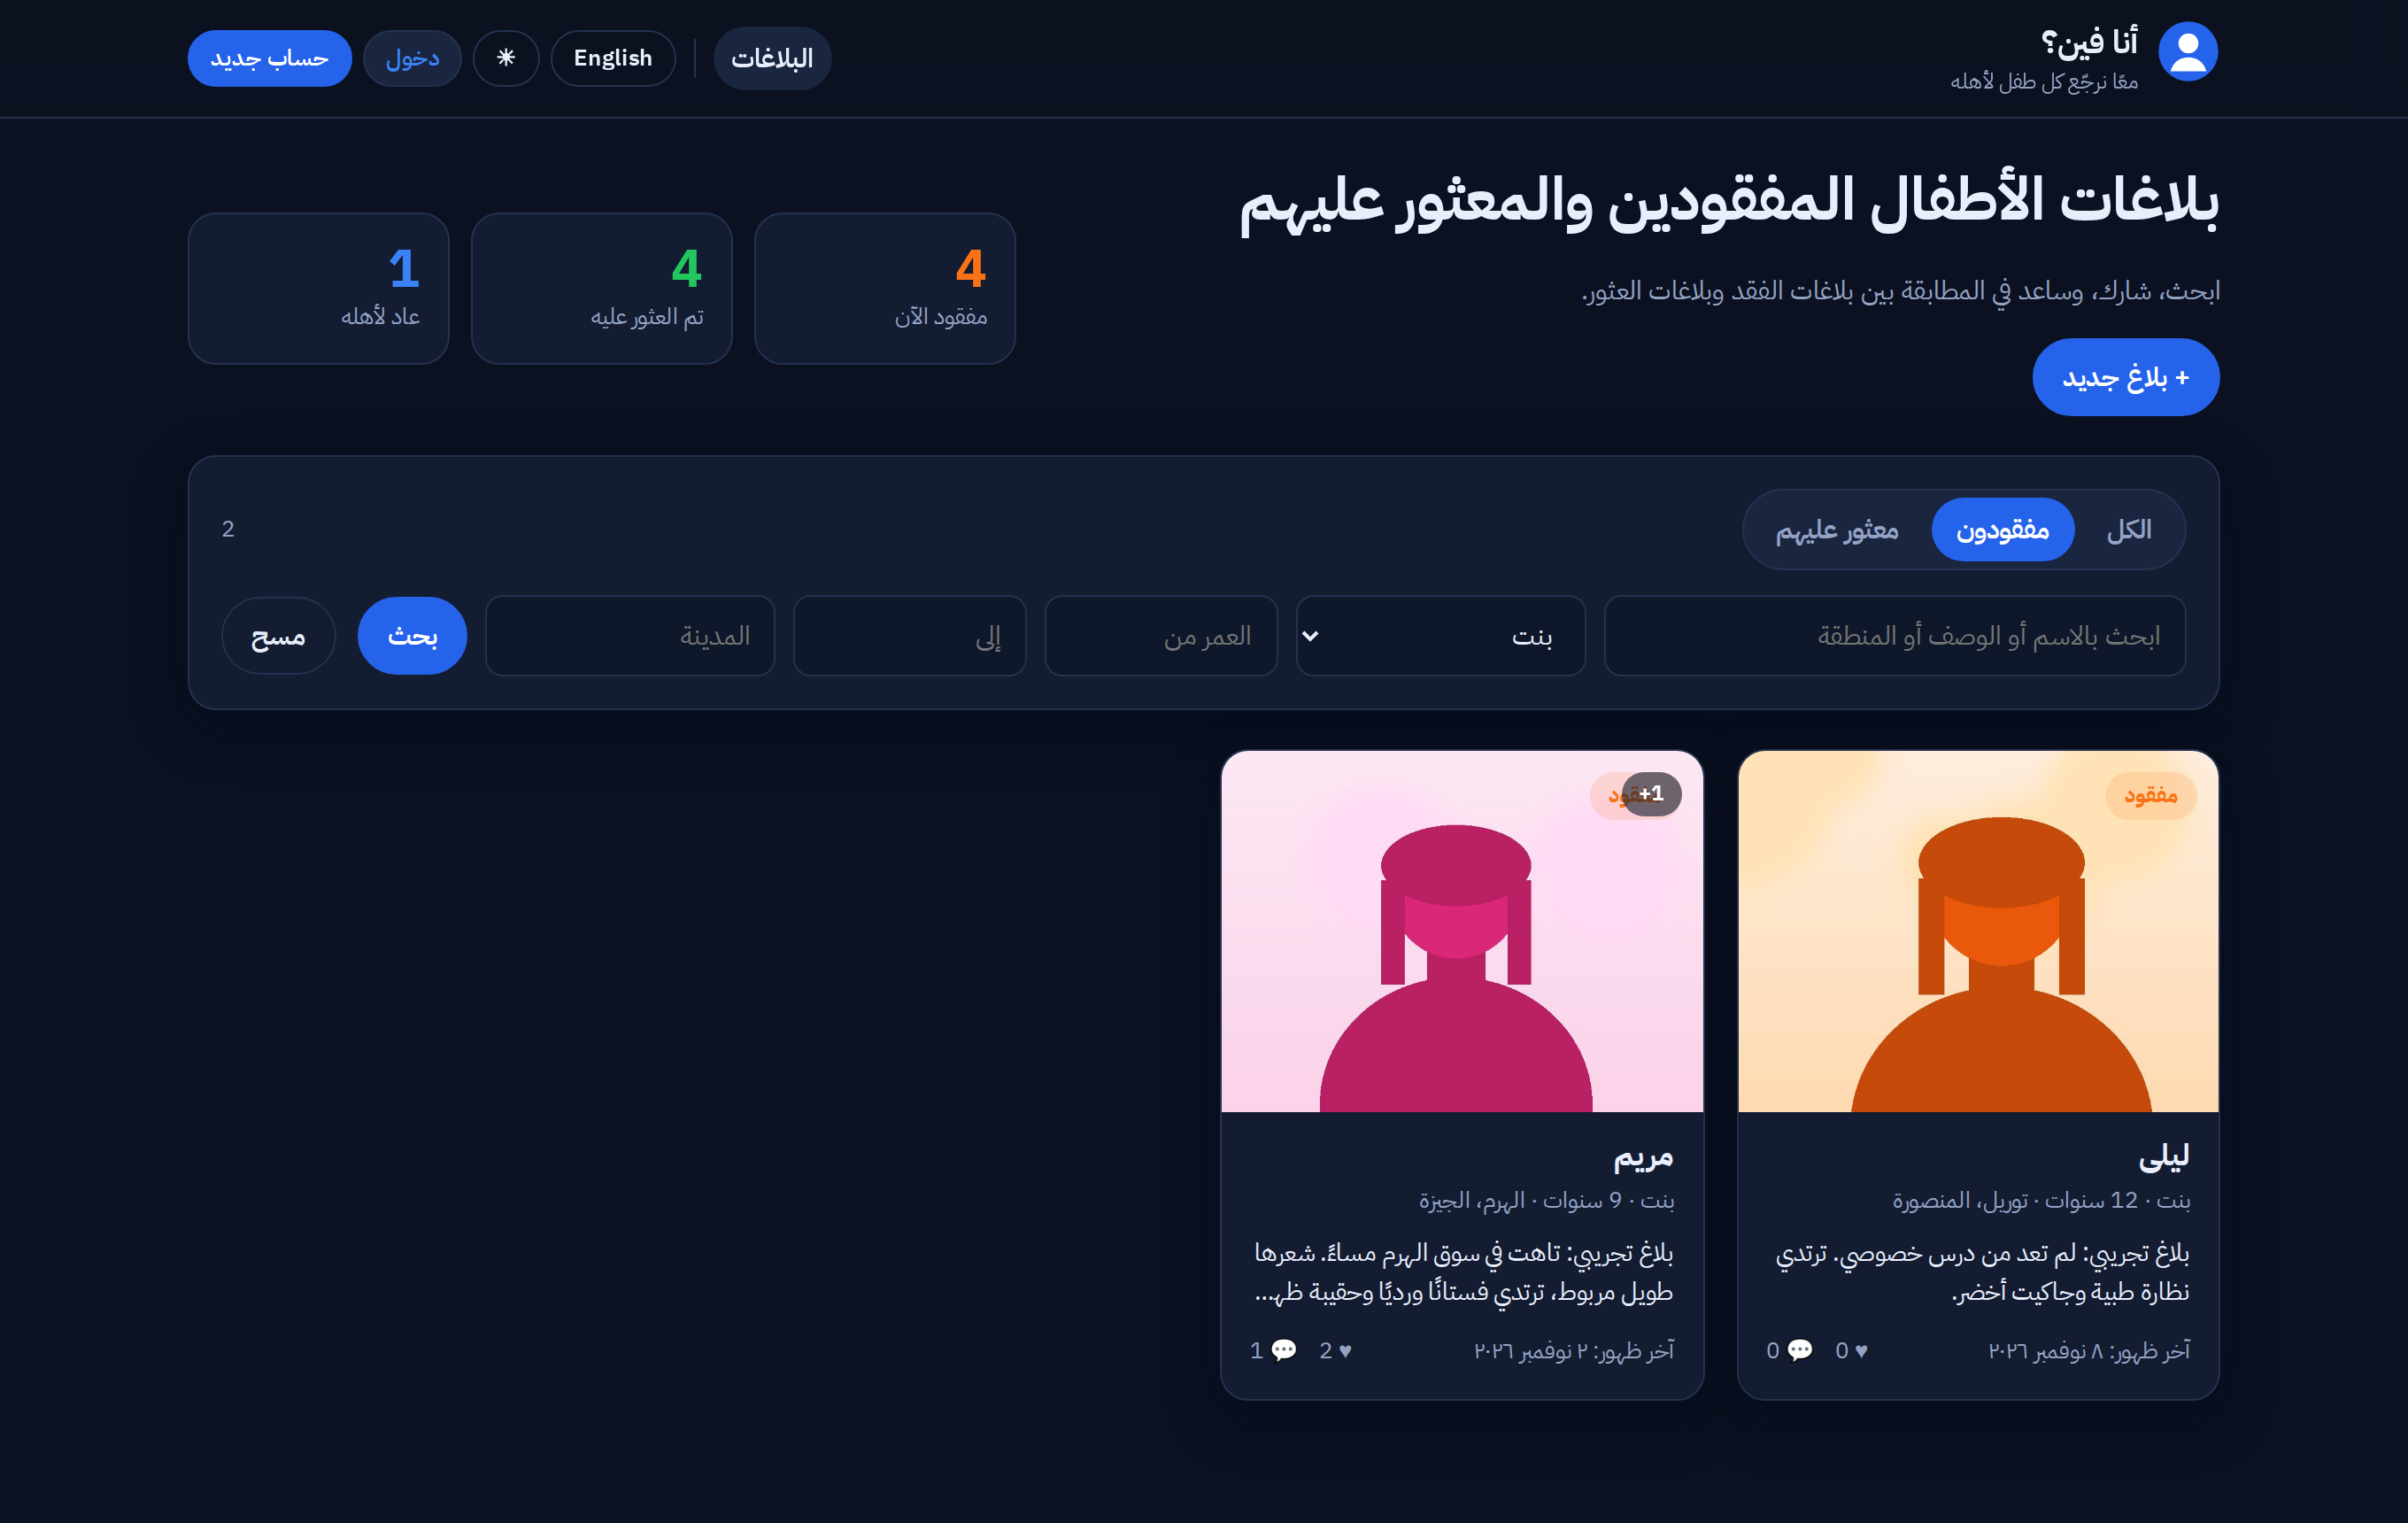 أنا فين؟
معًا نرجّع كل طفل لأهله
البلاغات
English
دخول
حساب جديد
بلاغات الأطفال المفقودين والمعثور عليهم
ابحث، شارك، وساعد في المطابقة بين بلاغات الفقد وبلاغات العثور.
+ بلاغ جديد
4
مفقود الآن
4
تم العثور عليه
1
عاد لأهله
الكل
مفقودون
معثور عليهم
2
ابحث بالاسم أو الوصف أو المنطقة
بنت
العمر من
إلى
المدينة
بحث
مسح
مفقود
ليلى
بنت · 12 سنوات · توريل، المنصورة
بلاغ تجريبي: لم تعد من درس خصوصي. ترتدي
نظارة طبية وجاكيت أخضر.
آخر ظهور: ٨ نوفمبر ٢٠٢٦
♥ 0 💬 0
+1
مريم
بنت · 9 سنوات · الهرم، الجيزة
بلاغ تجريبي: تاهت في سوق الهرم مساءً. شعرها
طويل مربوط، ترتدي فستانًا ورديًا وحقيبة ظهـ...
آخر ظهور: ٢ نوفمبر ٢٠٢٦
♥ 2 💬 1